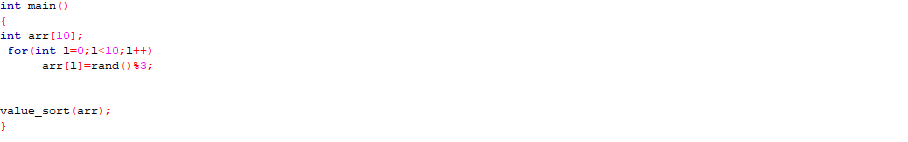 int main()
{
int arr[10];
for(int l=0;l<10;l++)
arr[l]=rand()%3;
value_sort(arr);
}